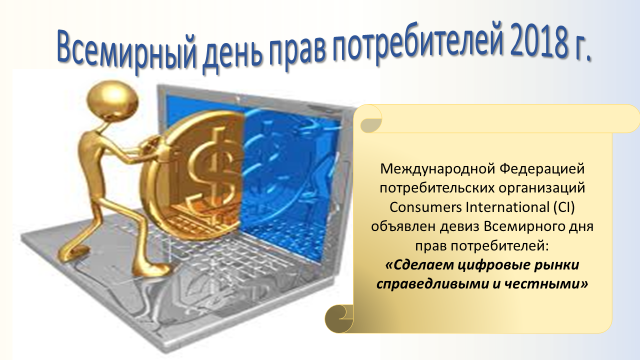 Всемирный день прав потребителей 2018 г.
Международной Федерацией
потребительских организаций
Consumers International (CI)
объявлен девиз Всемирного дня
прав потребителей:
«Сделаем цифровые рынки
справедливыми и честными»